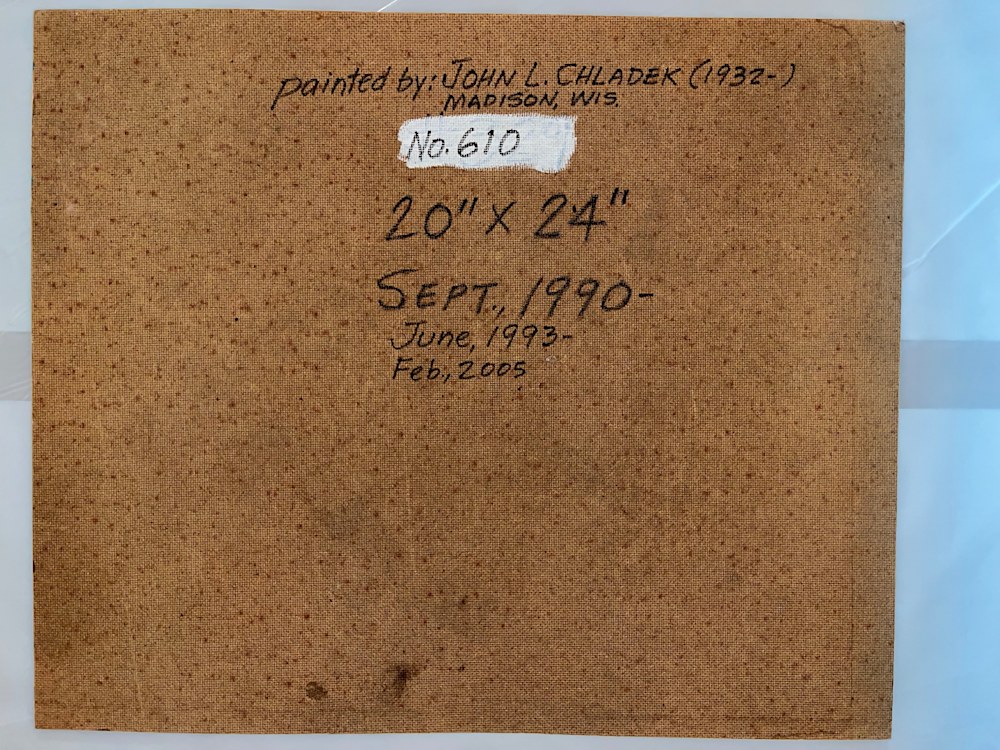 painted by: JOHN L. CHLADEK (1932- )
MADISON, WIS.
No. 610
20" x 24"
SEPT., 1990-
June, 1993-
Feb., 2005